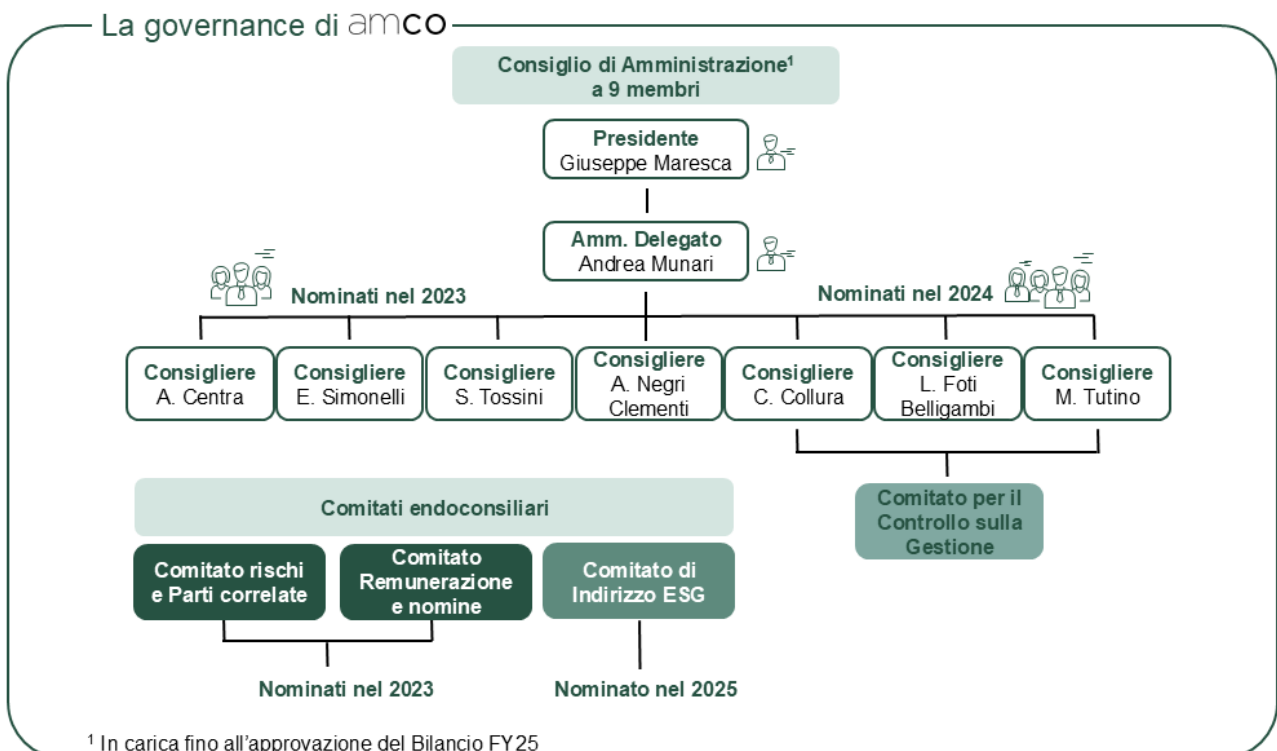 La governance di amco
Consiglio di Amministrazione¹
a 9 membri
Presidente
Giuseppe Maresca
Amm. Delegato
Andrea Munari
Nominati nel 2023
Nominati nel 2024
Consigliere
A. Centra
Consigliere
E. Simonelli
Consigliere
S. Tossini
Consigliere
A. Negri
Clementi
Consigliere
C. Collura
Consigliere
L. Foti
Belligambi
Consigliere
M. Tutino
Comitato per il
Controllo sulla
Gestione
Comitati endoconsiliari
Comitato rischi
e Parti correlate
Comitato
Remunerazione
e nomine
Comitato di
Indirizzo ESG
Nominati nel 2023
Nominato nel 2025
¹ In carica fino all'approvazione del Bilancio FY25